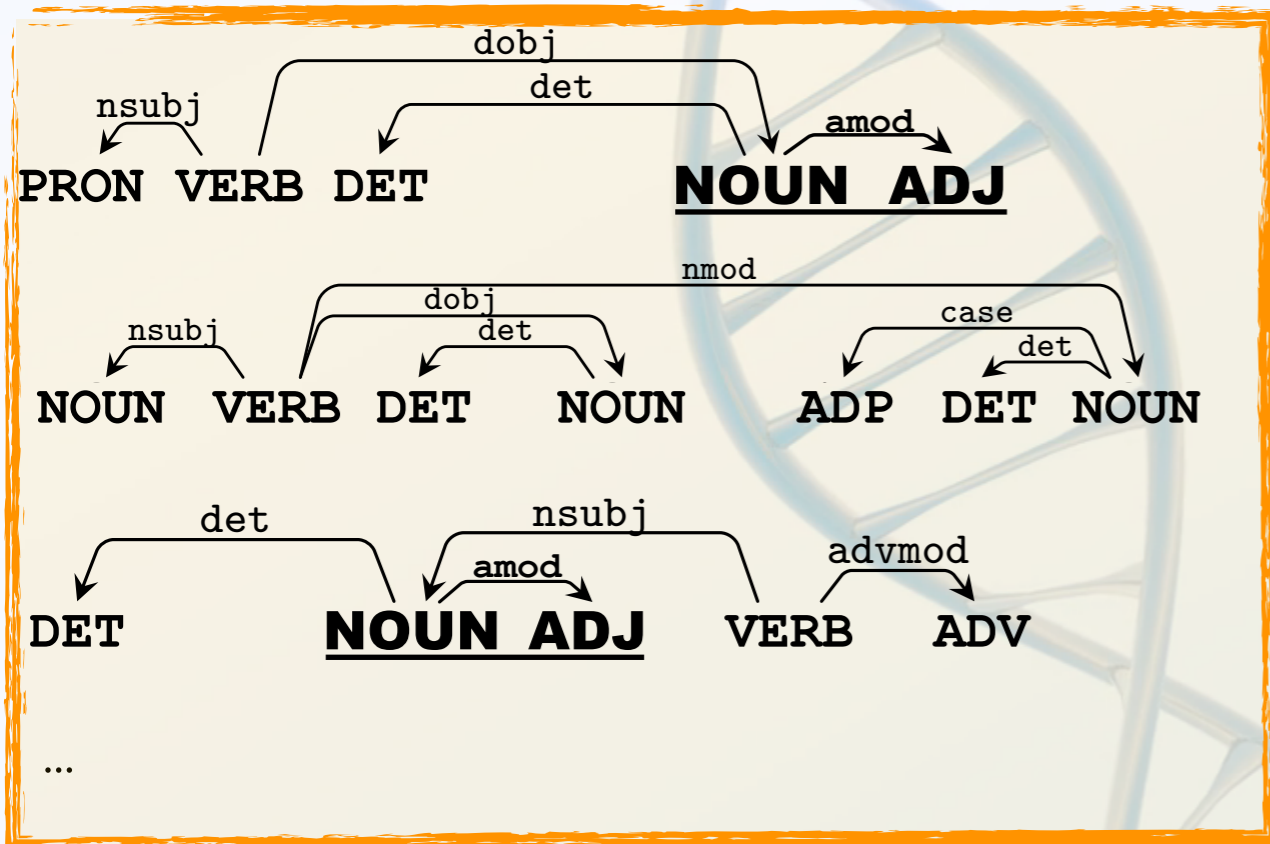 dobj
det
nsubj
amod
PRON VERB DET NOUN ADJ
nmod
dobj
case
nsubj
det
det
NOUN VERB DET NOUN ADP DET NOUN
det
nsubj
advmod
amod
DET NOUN ADJ VERB ADV
...